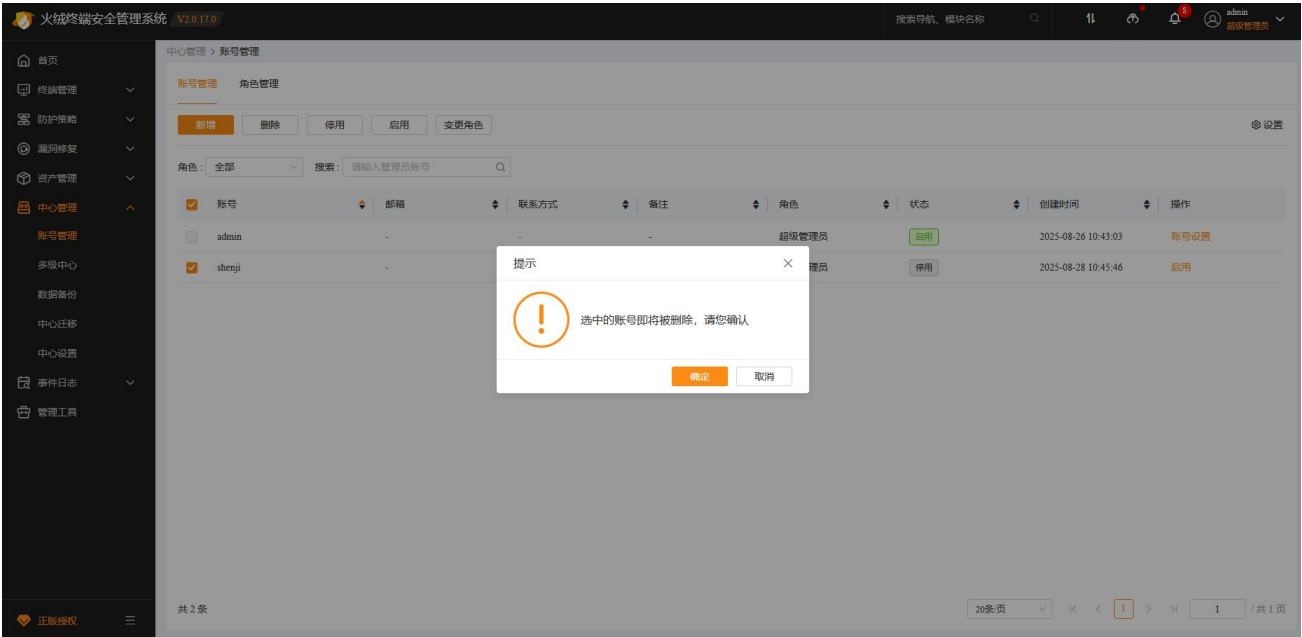 火绒终端安全管理系统 V2.0.17.0 搜索导航、模块名称 8 admin
超级管理员
首页
终端管理
防护策略
漏洞修复
资产管理
中心管理
账号管理
多级中心
数据备份
中心迁移
中心设置
事件日志
管理工具
正版授权
中心管理 > 账号管理
账号管理 角色管理
新增 删除 停用 启用 变更角色 设置
角色: 全部 搜索: 请输入管理员账号
账号 邮箱 联系方式 备注 角色 状态 创建时间 操作
admin - - - 超级管理员 启用 2025-08-26 10:43:03 账号设置
shenji - 理员 停用 2025-08-28 10:45:46 启用
提示
选中的账号即将被删除，请您确认
确定 取消
共 2 条 20条/页 1 1 / 共 1 页